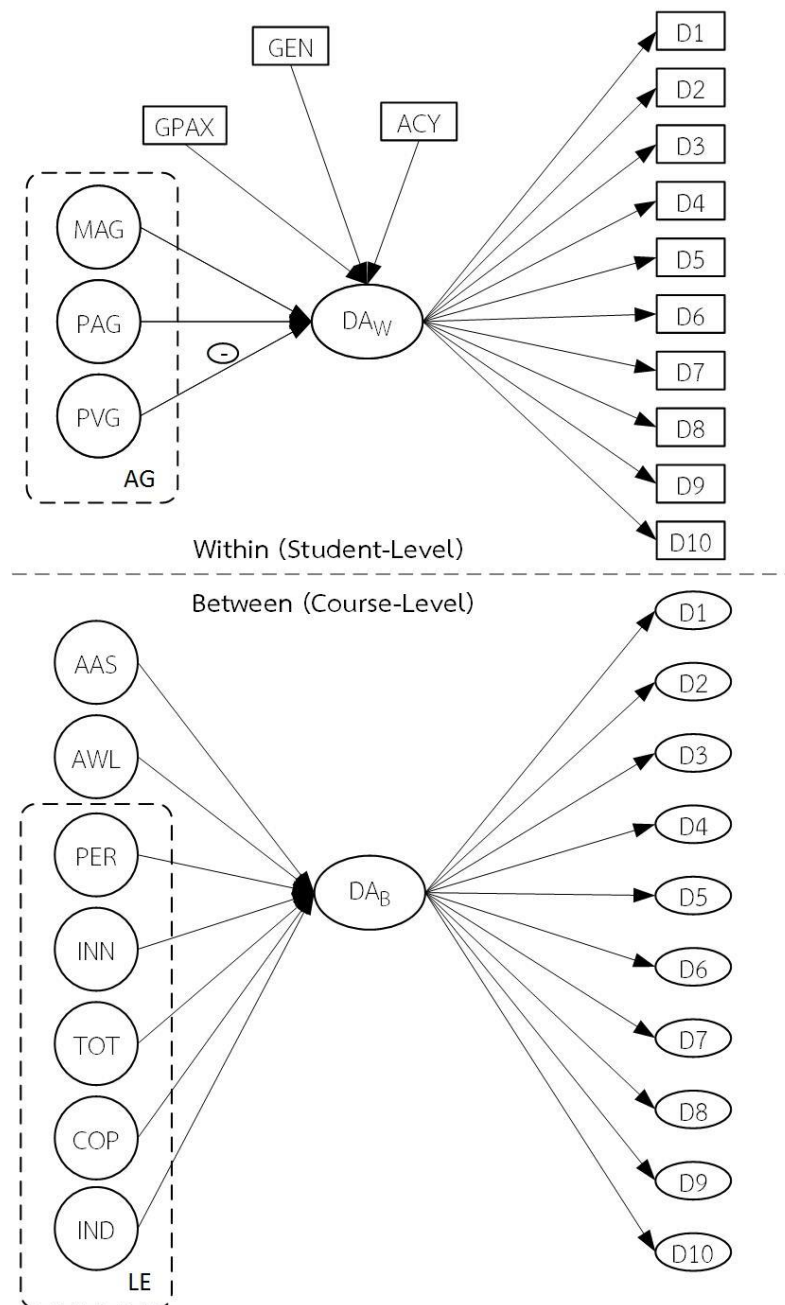 GEN
GPAX
ACY
MAG
PAG
PVG
AG
-
DAW
D1
D2
D3
D4
D5
D6
D7
D8
D9
D10
Within (Student-Level)
Between (Course-Level)
AAS
AWL
PER
INN
TOT
COP
IND
LE
DAB
D1
D2
D3
D4
D5
D6
D7
D8
D9
D10